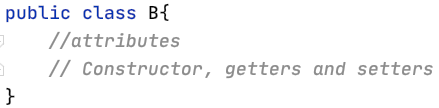 public class B{
//attributes
// Constructor, getters and setters
}